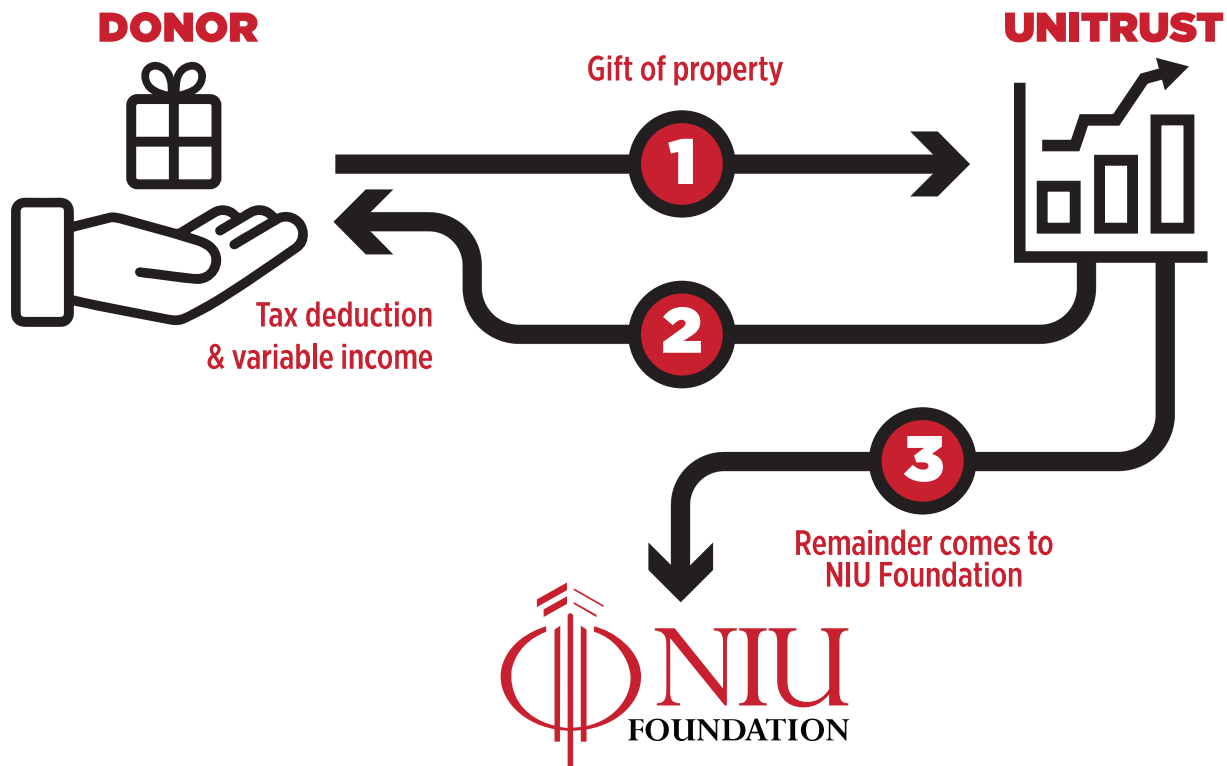 DONOR
UNITRUST
Gift of property
1
Tax deduction
& variable income
2
3
Remainder comes to
NIU Foundation
NIU
FOUNDATION